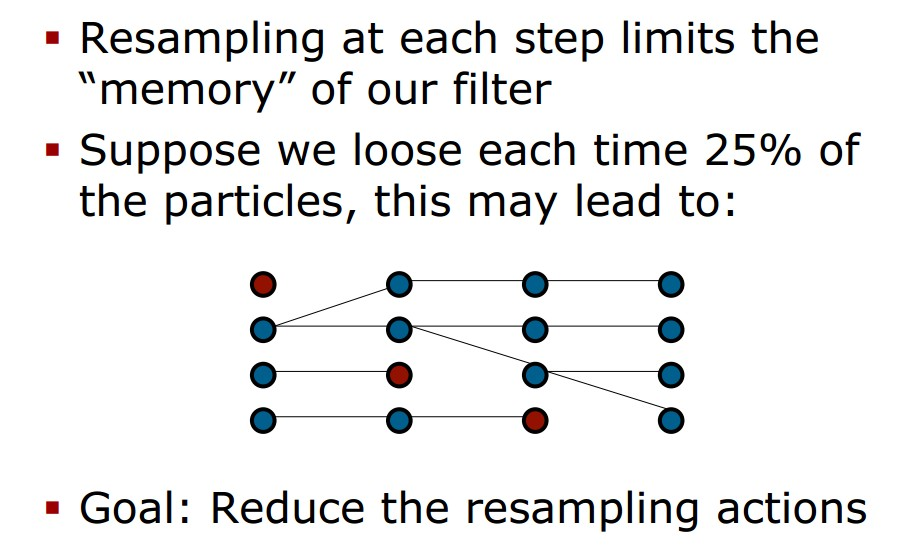 Resampling at each step limits the
“memory” of our filter
Suppose we loose each time 25% of
the particles, this may lead to:
Goal: Reduce the resampling actions